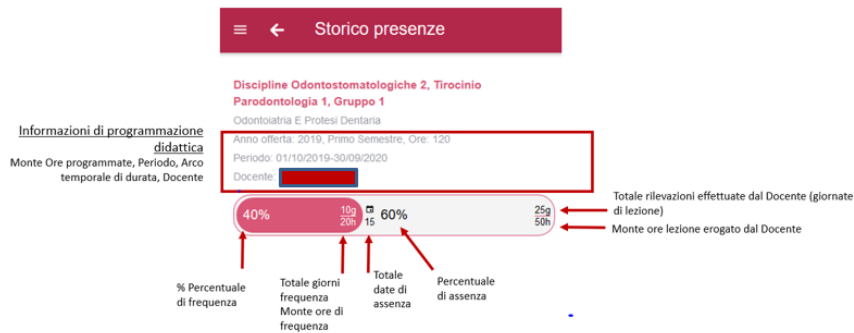 Storico presenze
Discipline Odontostomatologiche 2, Tirocinio
Parodontologia 1, Gruppo 1
Odontoiatria E Protesi Dentaria
Anno offerta: 2019, Primo Semestre, Ore: 120
Periodo: 01/10/2019-30/09/2020
Docente:
Informazioni di programmazione
didattica
Monte Ore programmate, Periodo, Arco
temporale di durata, Docente
40%
10g
20h
15
60%
25g
50h
Totale rilevazioni effettuate dal Docente (giornate
di lezione)
Monte ore lezione erogato dal Docente
% Percentuale
di frequenza
Totale giorni
frequenza
Monte ore di
frequenza
Totale
date di
assenza
Percentuale
di assenza